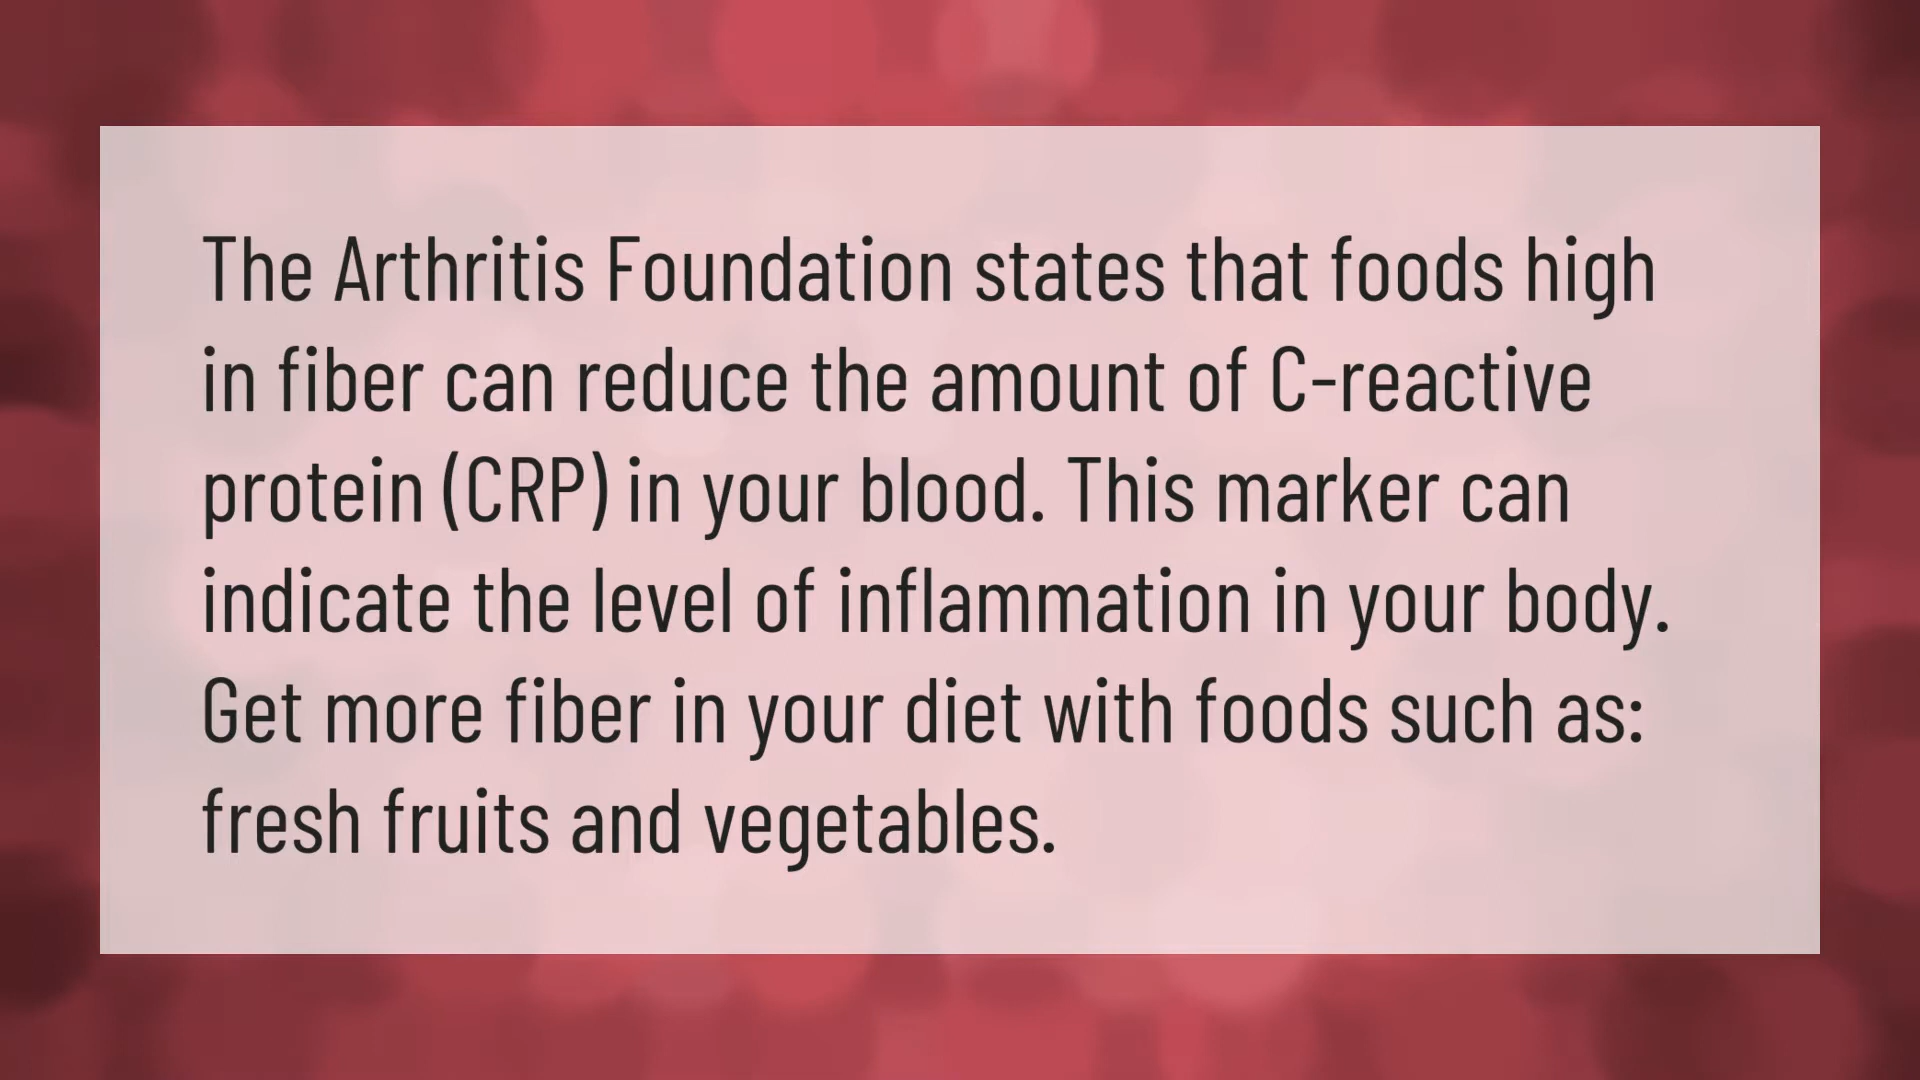 The Arthritis Foundation states that foods high
in fiber can reduce the amount of C-reactive
protein (CRP) in your blood. This marker can
indicate the level of inflammation in your body.
Get more fiber in your diet with foods such as:
fresh fruits and vegetables.